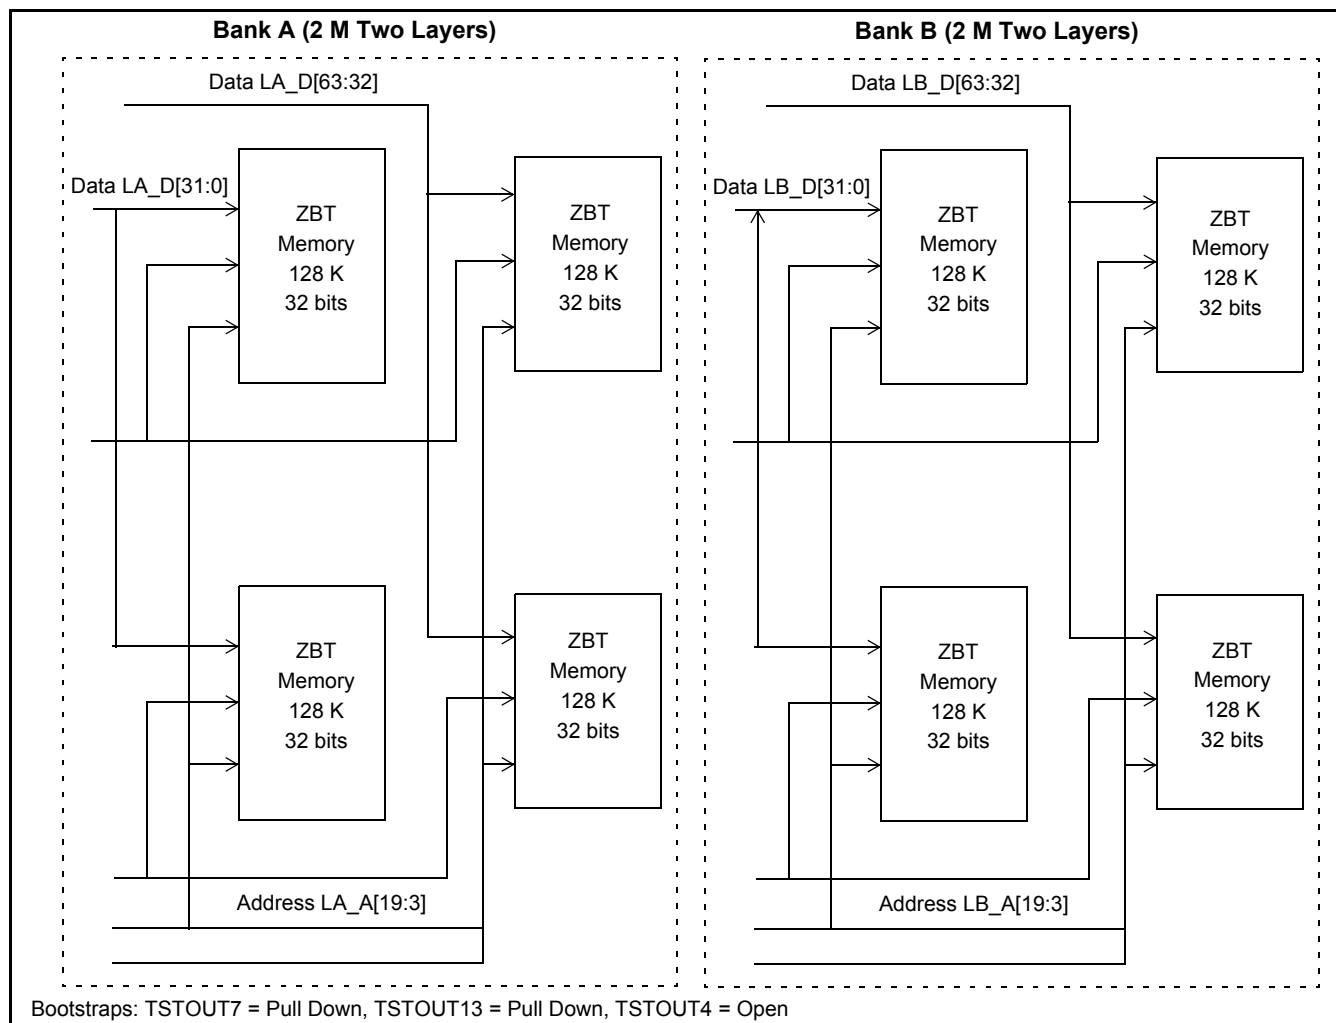 Bank A (2 M Two Layers)
Data LA_D[63:32]
Data LA_D[31:0]
ZBT
Memory
128 K
32 bits
ZBT
Memory
128 K
32 bits
ZBT
Memory
128 K
32 bits
ZBT
Memory
128 K
32 bits
Address LA_A[19:3]
Bank B (2 M Two Layers)
Data LB_D[63:32]
Data LB_D[31:0]
ZBT
Memory
128 K
32 bits
ZBT
Memory
128 K
32 bits
ZBT
Memory
128 K
32 bits
ZBT
Memory
128 K
32 bits
Address LB_A[19:3]
Bootstraps: TSTOUT7 = Pull Down, TSTOUT13 = Pull Down, TSTOUT4 = Open